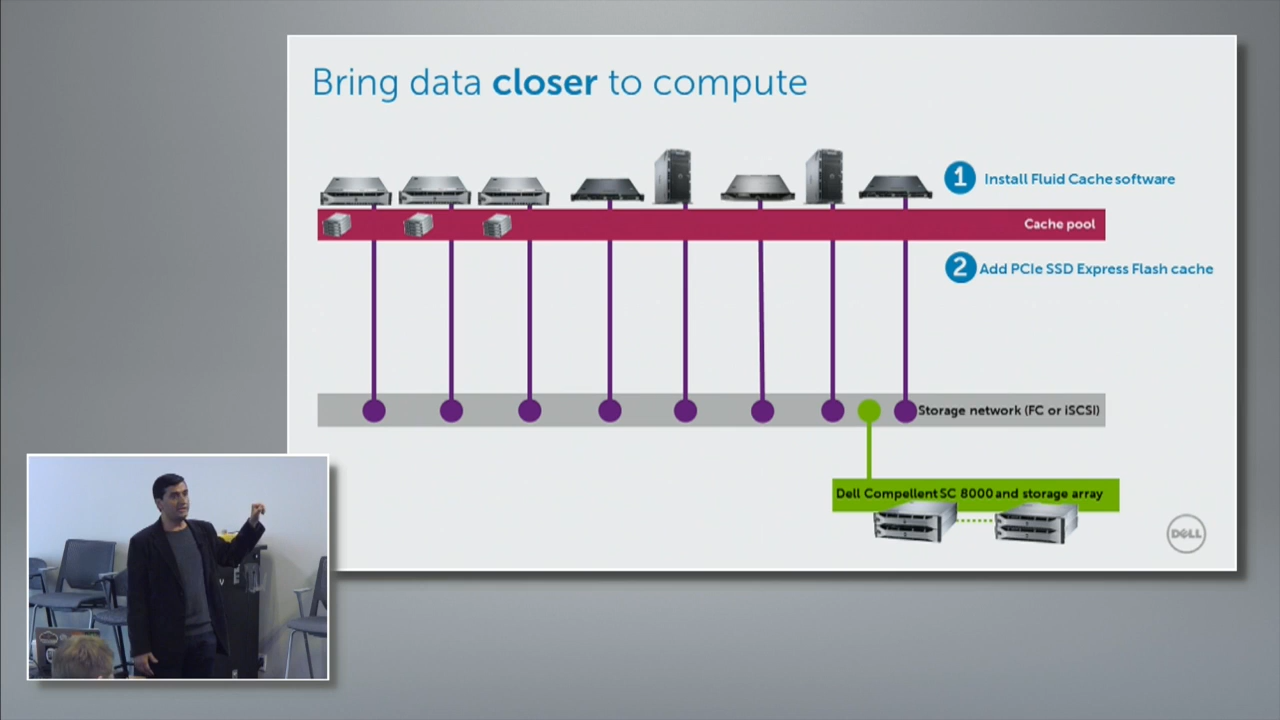 Bring data closer to compute
1 Install Fluid Cache software
Cache pool
2 Add PCIe SSD Express Flash cache
Storage network (FC or iSCSI)
Dell Compellent SC 8000 and storage array
DELL